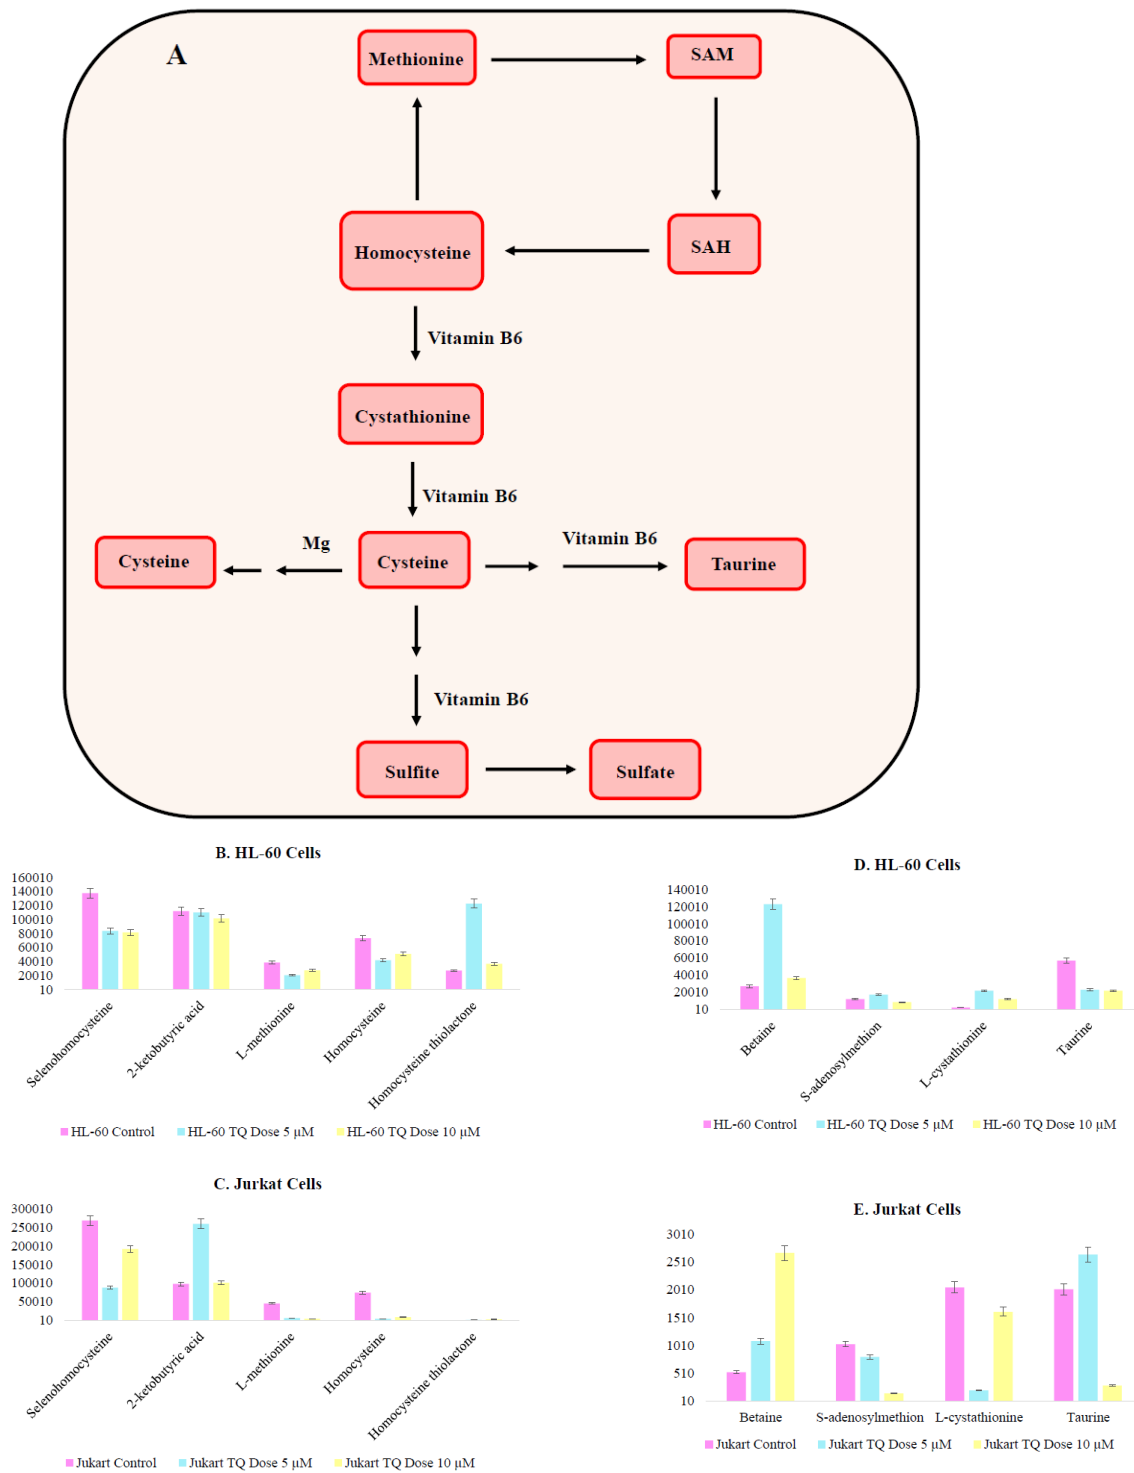 A
Methionine
SAM
Homocysteine
SAH
Vitamin B6
Cystathionine
Vitamin B6
Cysteine
Mg
Cysteine
Vitamin B6
Taurine
Vitamin B6
Sulfite
Sulfate
B. HL-60 Cells
160010
140010
120010
100010
80010
60010
40010
20010
10
Selenohomocysteine
2-ketobutyric acid
L-methionine
Homocysteine
Homocysteine thiolactone
HL-60 Control HL-60 TQ Dose 5 µM HL-60 TQ Dose 10 µM
D. HL-60 Cells
140010
120010
100010
80010
60010
40010
20010
10
Betaine
S-adenosylmethion
L-cystathionine
Taurine
HL-60 Control HL-60 TQ Dose 5 µM HL-60 TQ Dose 10 µM
C. Jurkat Cells
300010
250010
200010
150010
100010
50010
10
Selenohomocysteine
2-ketobutyric acid
L-methionine
Homocysteine
Homocysteine thiolactone
Jukart Control Jukart TQ Dose 5 µM Jukart TQ Dose 10 µM
E. Jurkat Cells
3010
2510
2010
1510
1010
510
10
Betaine S-adenosylmethion L-cystathionine Taurine
Jukart Control Jukart TQ Dose 5 µM Jukart TQ Dose 10 µM